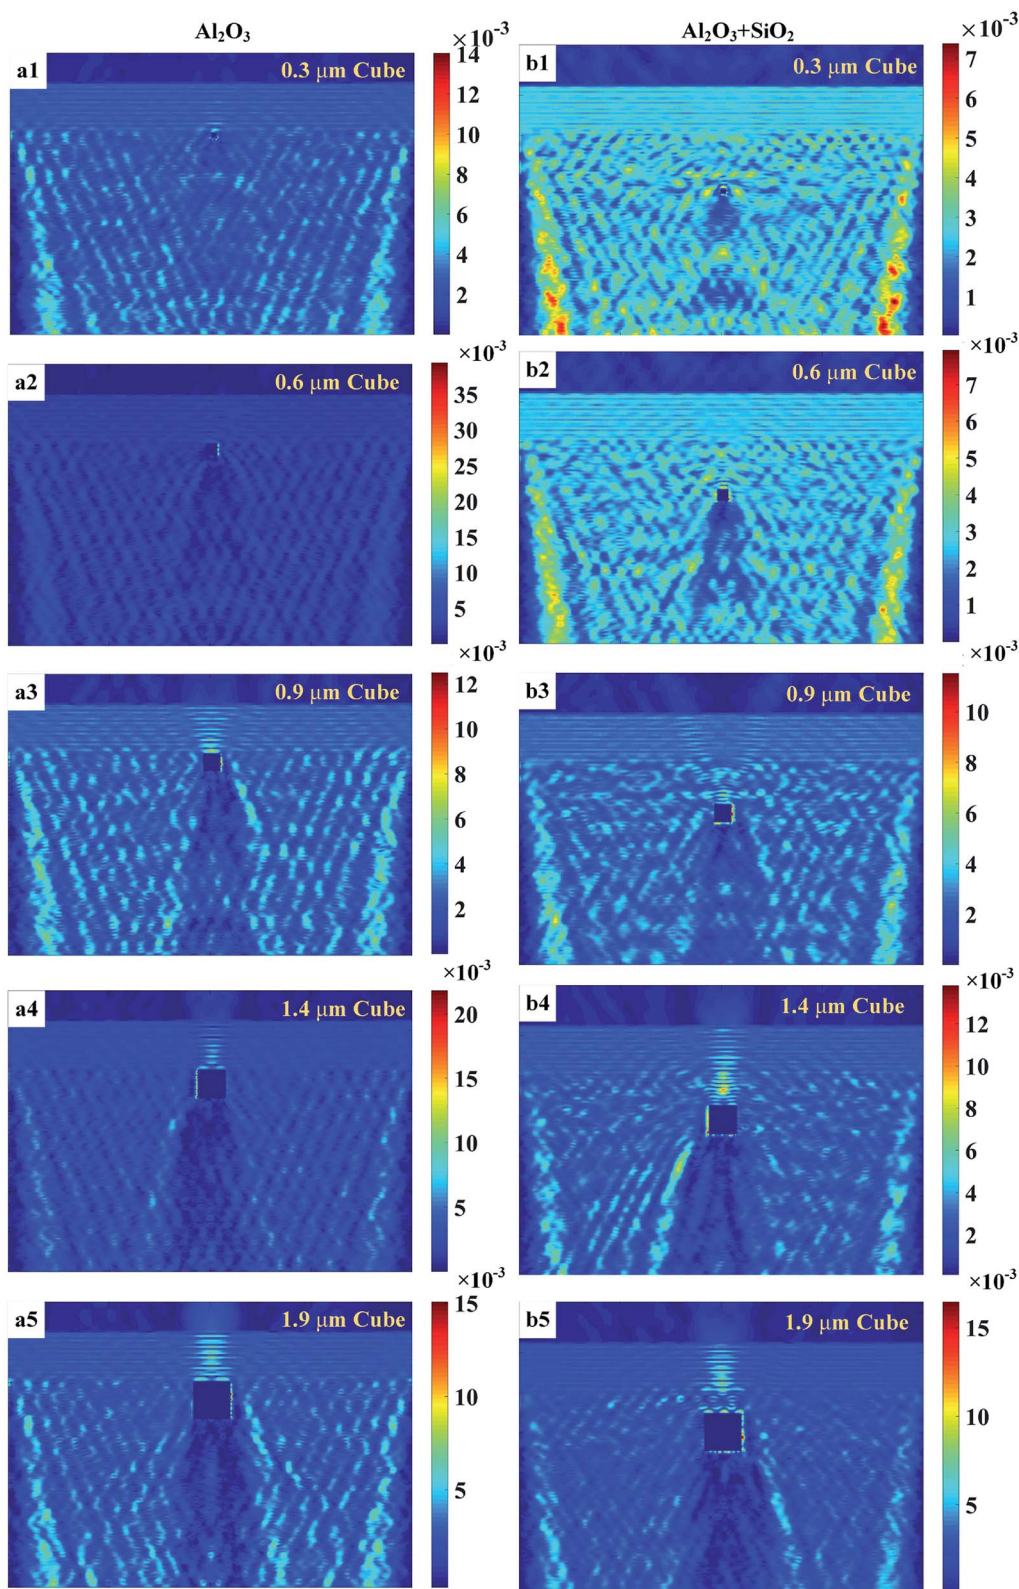 Al₂O₃
Al₂O₃+SiO₂
a1
0.3 μm Cube
×10⁻³
14
10
8
6
4
2
b1
0.3 μm Cube
×10⁻³
7
6
5
4
3
2
1
a2
0.6 μm Cube
×10⁻³
35
30
25
20
15
10
5
b2
0.6 μm Cube
×10⁻³
7
6
5
4
3
2
1
a3
0.9 μm Cube
×10⁻³
12
10
8
6
4
2
b3
0.9 μm Cube
×10⁻³
10
8
6
4
2
a4
1.4 μm Cube
×10⁻³
20
15
10
5
b4
1.4 μm Cube
×10⁻³
12
10
8
6
4
2
a5
1.9 μm Cube
×10⁻³
15
10
5
b5
1.9 μm Cube
×10⁻³
15
10
5